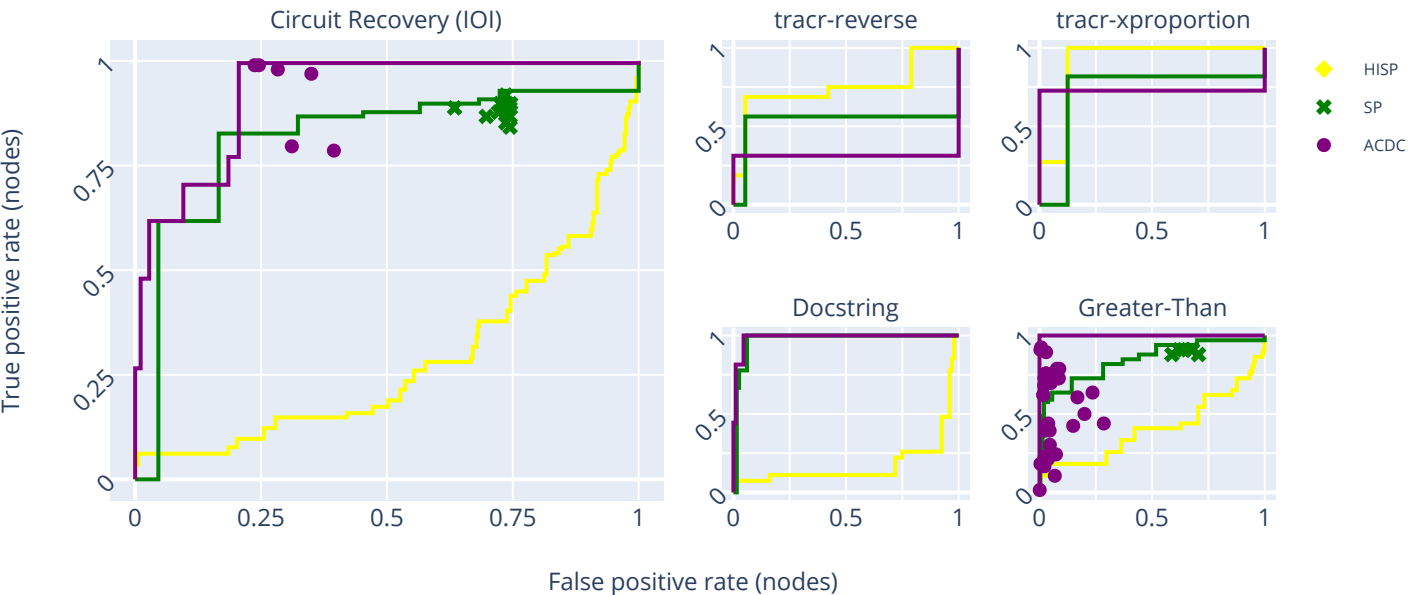 Circuit Recovery (IOI)
tracr-reverse
tracr-xproportion
True positive rate (nodes)
1
0.75
0.5
0.25
0
0 0.25 0.5 0.75 1
1
0.5
0
0 0.5 1
1
0.5
0
0 0.5 1
HISP
SP
ACDC
Docstring
Greater-Than
1
0.5
0
0 0.5 1
1
0.5
0
0 0.5 1
False positive rate (nodes)